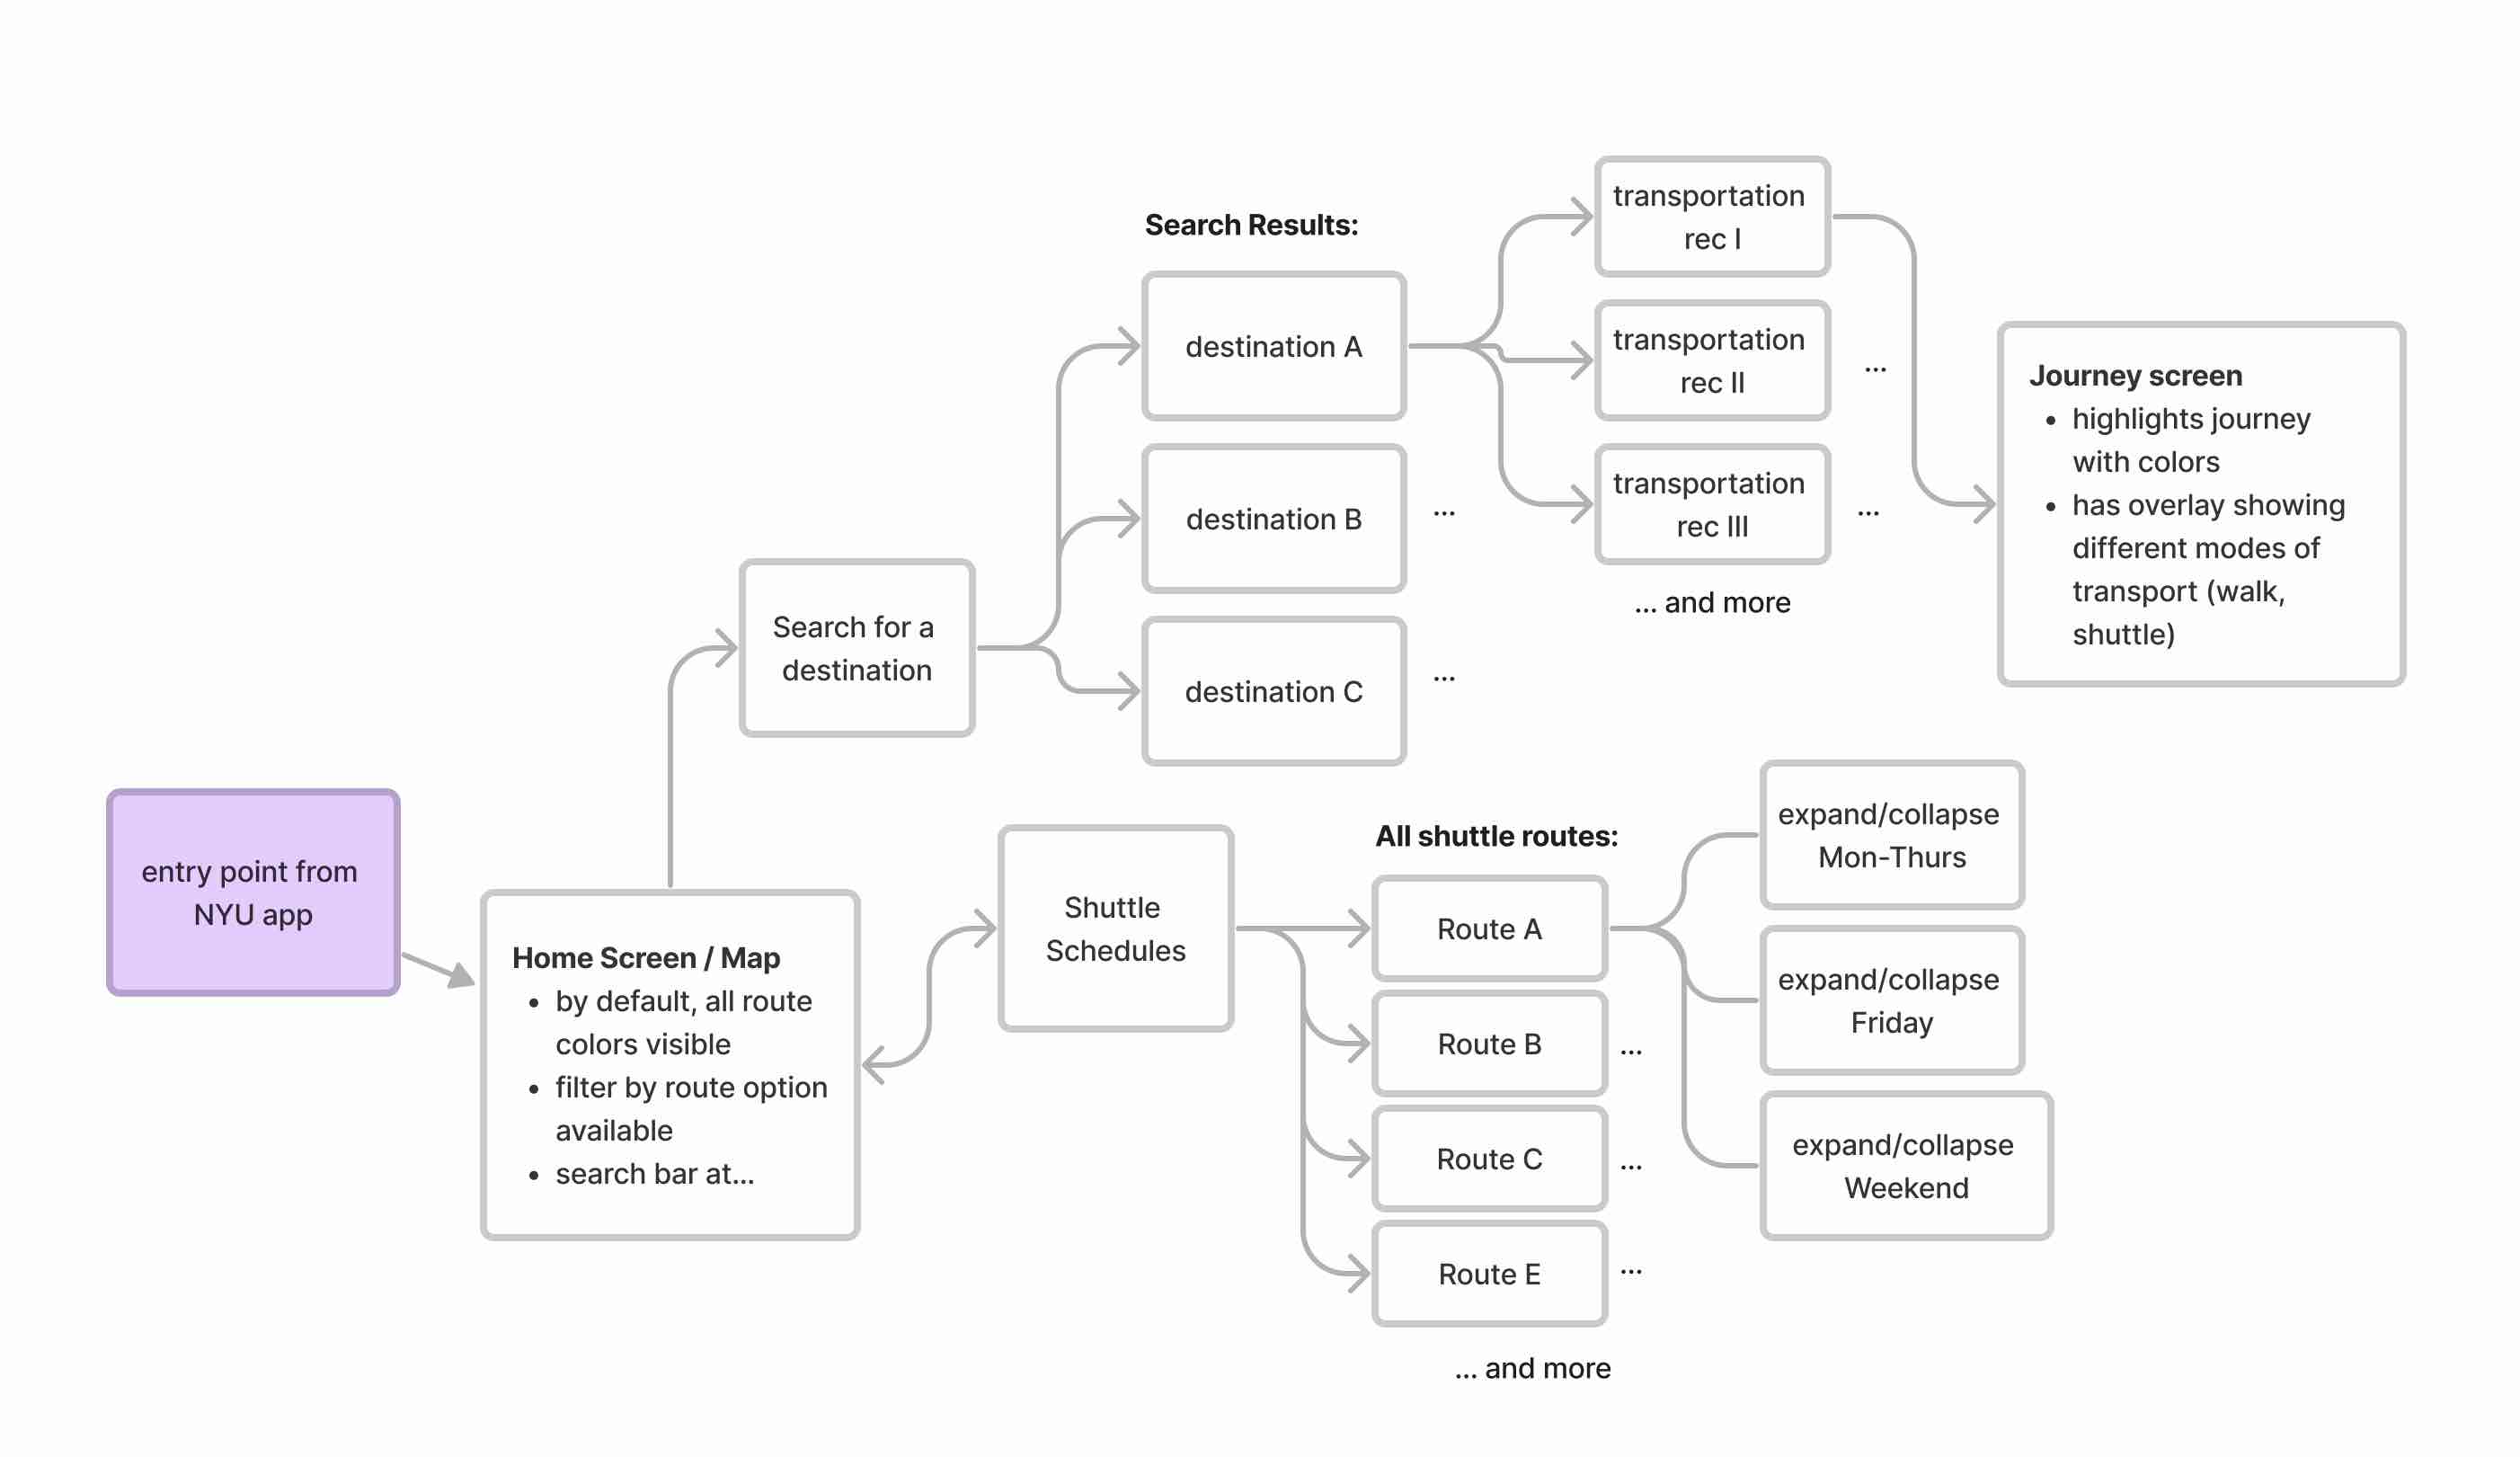 entry point from
NYU app
Home Screen / Map
• by default, all route
colors visible
• filter by route option
available
• search bar at...
Search for a
destination
Search Results:
destination A
destination B
...
destination C
...
transportation
rec I
transportation
rec II
...
transportation
rec III
...
... and more
Journey screen
• highlights journey
with colors
• has overlay showing
different modes of
transport (walk,
shuttle)
Shuttle
Schedules
All shuttle routes:
Route A
Route B
...
Route C
...
Route E
...
... and more
expand/collapse
Mon-Thurs
expand/collapse
Friday
expand/collapse
Weekend